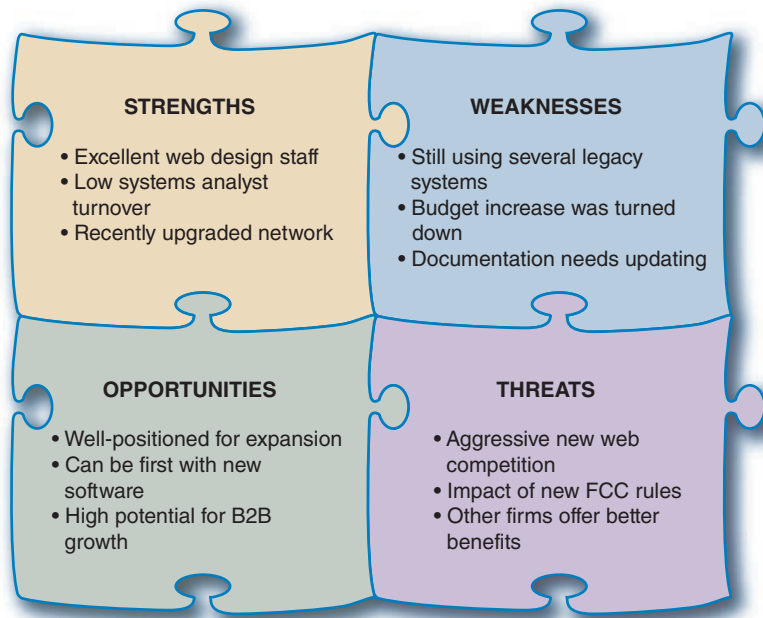 STRENGTHS
• Excellent web design staff
• Low systems analyst
turnover
• Recently upgraded network
WEAKNESSES
• Still using several legacy
systems
• Budget increase was turned
down
• Documentation needs updating
OPPORTUNITIES
• Well-positioned for expansion
• Can be first with new
software
• High potential for B2B
growth
THREATS
• Aggressive new web
competition
• Impact of new FCC rules
• Other firms offer better
benefits